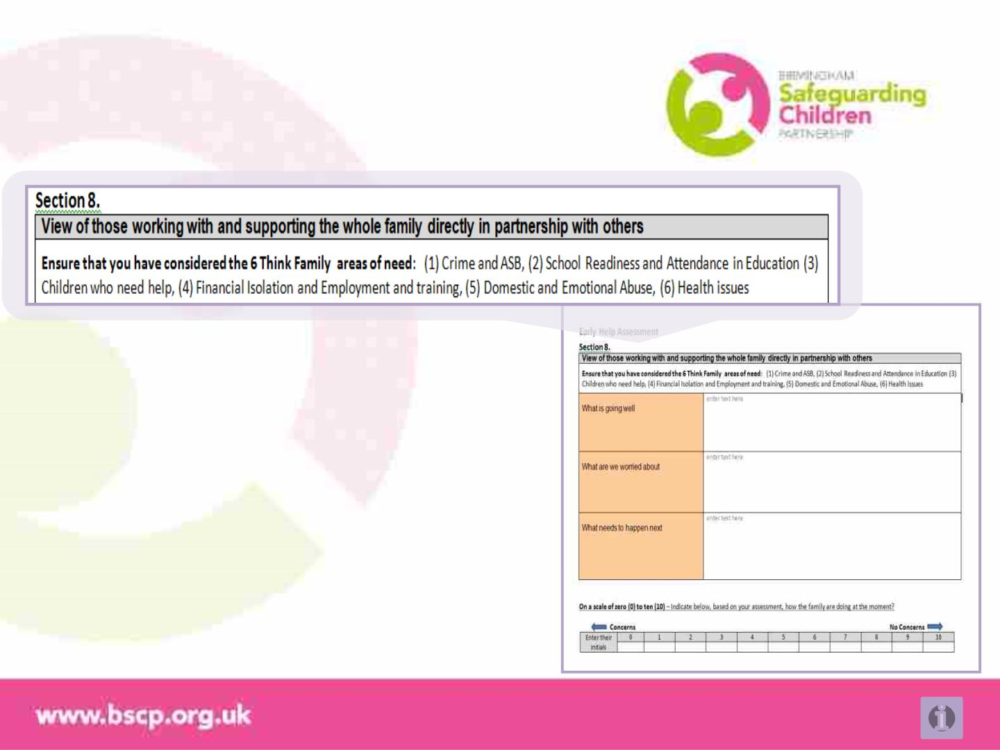 BIRMINGHAM
Safeguarding
Children
PARTNERSHIP
Section 8.
View of those working with and supporting the whole family directly in partnership with others
Ensure that you have considered the 6 Think Family areas of need: (1) Crime and ASB, (2) School Readiness and Attendance in Education (3)
Children who need help, (4) Financial Isolation and Employment and training, (5) Domestic and Emotional Abuse, (6) Health issues
Early Help Assessment
Section 8.
View of those working with and supporting the whole family directly in partnership with others
Ensure that you have considered the 6 Think Family areas of need: (1) Crime and ASB, (2) School Readiness and Attendance in Education (3)
Children who need help, (4) Financial Isolation and Employment and training, (5) Domestic and Emotional Abuse, (6) Health Issues
What is going well
enter text here
What are we worried about
enter text here
What needs to happen next
enter text here
On a scale of zero (0) to ten (10) – Indicate below, based on your assessment, how the family are doing at the moment?
Concerns No Concerns
Enter their 0 1 2 3 4 5 6 7 8 9 10
initials
www.bscp.org.uk